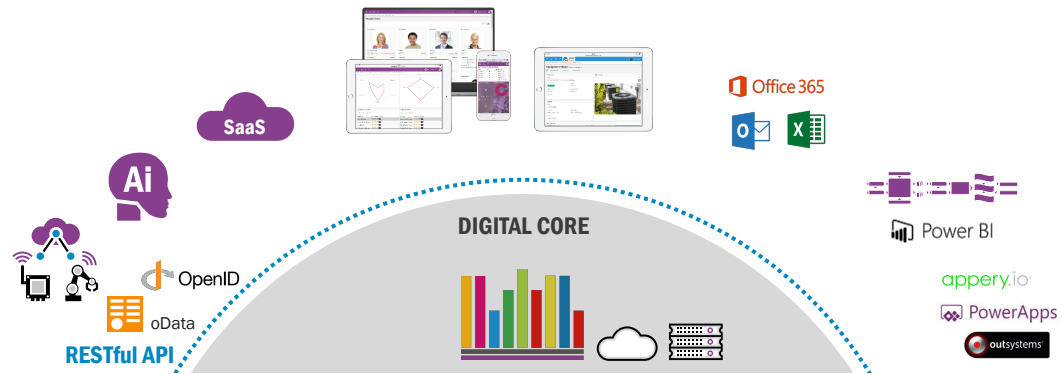 SaaS
Office 365
Ai
DIGITAL CORE
Power BI
OpenID
appery.io
oData
PowerApps
RESTful API
outsystems